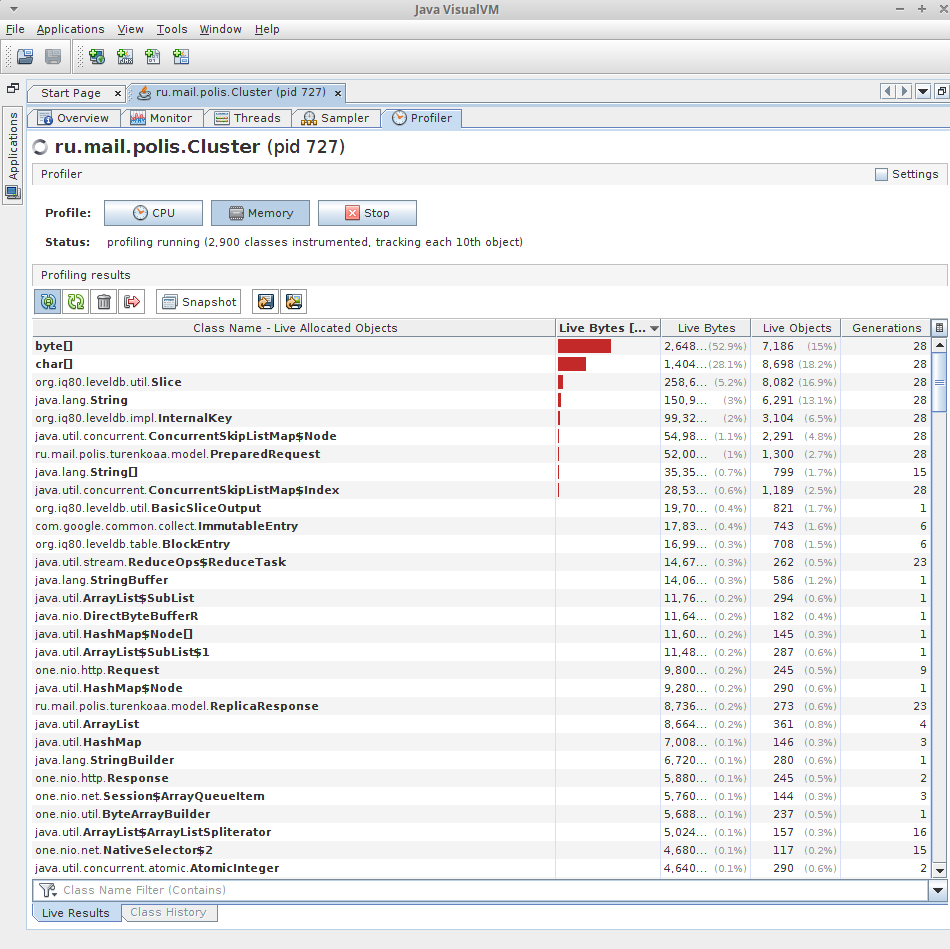 Java VisualVM
File Applications View Tools Window Help
Start Page × ru.mail.polis.Cluster (pid 727) ×
Applications
Overview Monitor Threads Sampler Profiler
ru.mail.polis.Cluster (pid 727)
Profiler Settings
Profile: CPU Memory Stop
Status: profiling running (2,900 classes instrumented, tracking each 10th object)
Profiling results
Snapshot
Class Name - Live Allocated Objects Live Bytes [... Live Bytes Live Objects Generations
byte[] 2,648... (52.9%) 7,186 (15%) 28
char[] 1,404... (28.1%) 8,698 (18.2%) 28
org.iq80.leveldb.util.Slice 258,6... (5.2%) 8,082 (16.9%) 28
java.lang.String 150,9... (3%) 6,291 (13.1%) 28
org.iq80.leveldb.impl.InternalKey 99,32... (2%) 3,104 (6.5%) 28
java.util.concurrent.ConcurrentSkipListMap$Node 54,98... (1.1%) 2,291 (4.8%) 28
ru.mail.polis.turenkoaa.model.PreparedRequest 52,00... (1%) 1,300 (2.7%) 28
java.lang.String[] 35,35... (0.7%) 799 (1.7%) 15
java.util.concurrent.ConcurrentSkipListMap$Index 28,53... (0.6%) 1,189 (2.5%) 28
org.iq80.leveldb.util.BasicSliceOutput 19,70... (0.4%) 821 (1.7%) 1
com.google.common.collect.ImmutableEntry 17,83... (0.4%) 743 (1.6%) 6
org.iq80.leveldb.table.BlockEntry 16,99... (0.3%) 708 (1.5%) 6
java.util.stream.ReduceOps$ReduceTask 14,67... (0.3%) 262 (0.5%) 23
java.lang.StringBuffer 14,06... (0.3%) 586 (1.2%) 1
java.util.ArrayList$SubList 11,76... (0.2%) 294 (0.6%) 1
java.nio.DirectByteBufferR 11,64... (0.2%) 182 (0.4%) 1
java.util.HashMap$Node[] 11,60... (0.2%) 145 (0.3%) 1
java.util.ArrayList$SubList$1 11,48... (0.2%) 287 (0.6%) 1
one.nio.http.Request 9,800... (0.2%) 245 (0.5%) 9
java.util.HashMap$Node 9,280... (0.2%) 290 (0.6%) 1
ru.mail.polis.turenkoaa.model.ReplicaResponse 8,736... (0.2%) 273 (0.6%) 23
java.util.ArrayList 8,664... (0.2%) 361 (0.8%) 4
java.util.HashMap 7,008... (0.1%) 146 (0.3%) 3
java.lang.StringBuilder 6,720... (0.1%) 280 (0.6%) 1
one.nio.http.Response 5,880... (0.1%) 245 (0.5%) 2
one.nio.net.Session$ArrayQueueItem 5,760... (0.1%) 144 (0.3%) 3
one.nio.util.ByteArrayBuilder 5,688... (0.1%) 237 (0.5%) 1
java.util.ArrayList$ArrayListSpliterator 5,024... (0.1%) 157 (0.3%) 16
one.nio.net.NativeSelector$2 4,680... (0.1%) 117 (0.2%) 15
java.util.concurrent.atomic.AtomicInteger 4,640... (0.1%) 290 (0.6%) 2
Class Name Filter (Contains)
Live Results Class History